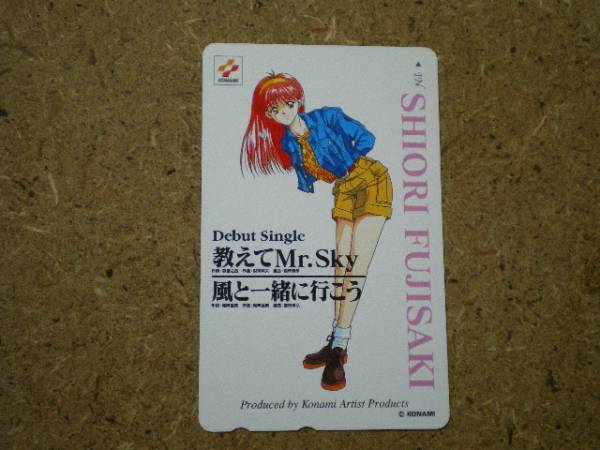 KONAMI
SHIORI FUJISAKI
Debut Single
教えてMr.Sky
風と一緒に行こう
Produced by Konami Artist Products
© KONAMI